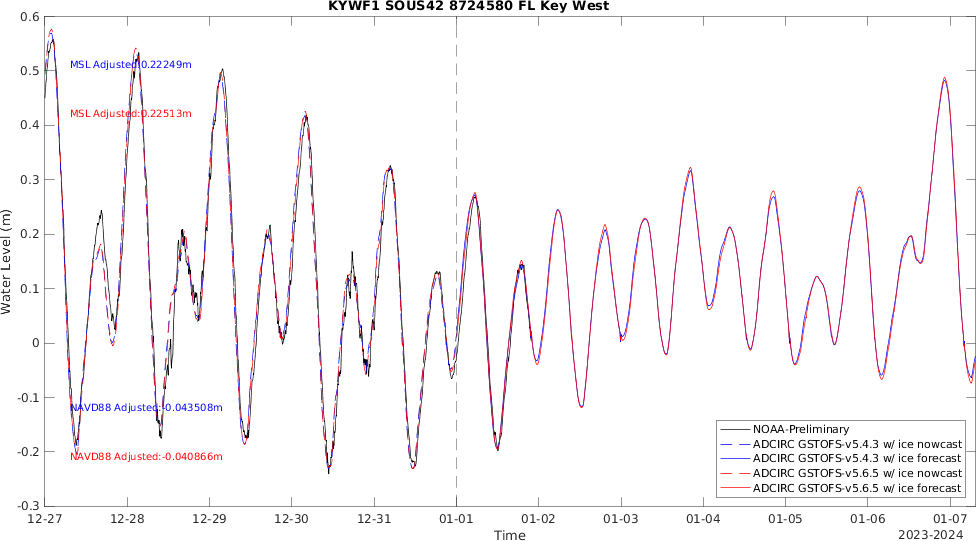 KYWF1 SOUS42 8724580 FL Key West
0.6
0.5
0.4
0.3
0.2
0.1
0
-0.1
-0.2
-0.3
Water Level (m)
MSL Adjusted:0.22249m
MSL Adjusted:0.22513m
NAVD88 Adjusted:-0.043508m
NAVD88 Adjusted:-0.040866m
NOAA-Preliminary
ADCIRC GSTOFS-v5.4.3 w/ ice nowcast
ADCIRC GSTOFS-v5.4.3 w/ ice forecast
ADCIRC GSTOFS-v5.6.5 w/ ice nowcast
ADCIRC GSTOFS-v5.6.5 w/ ice forecast
12-27 12-28 12-29 12-30 12-31 01-01 01-02 01-03 01-04 01-05 01-06 01-07
2023-2024
Time